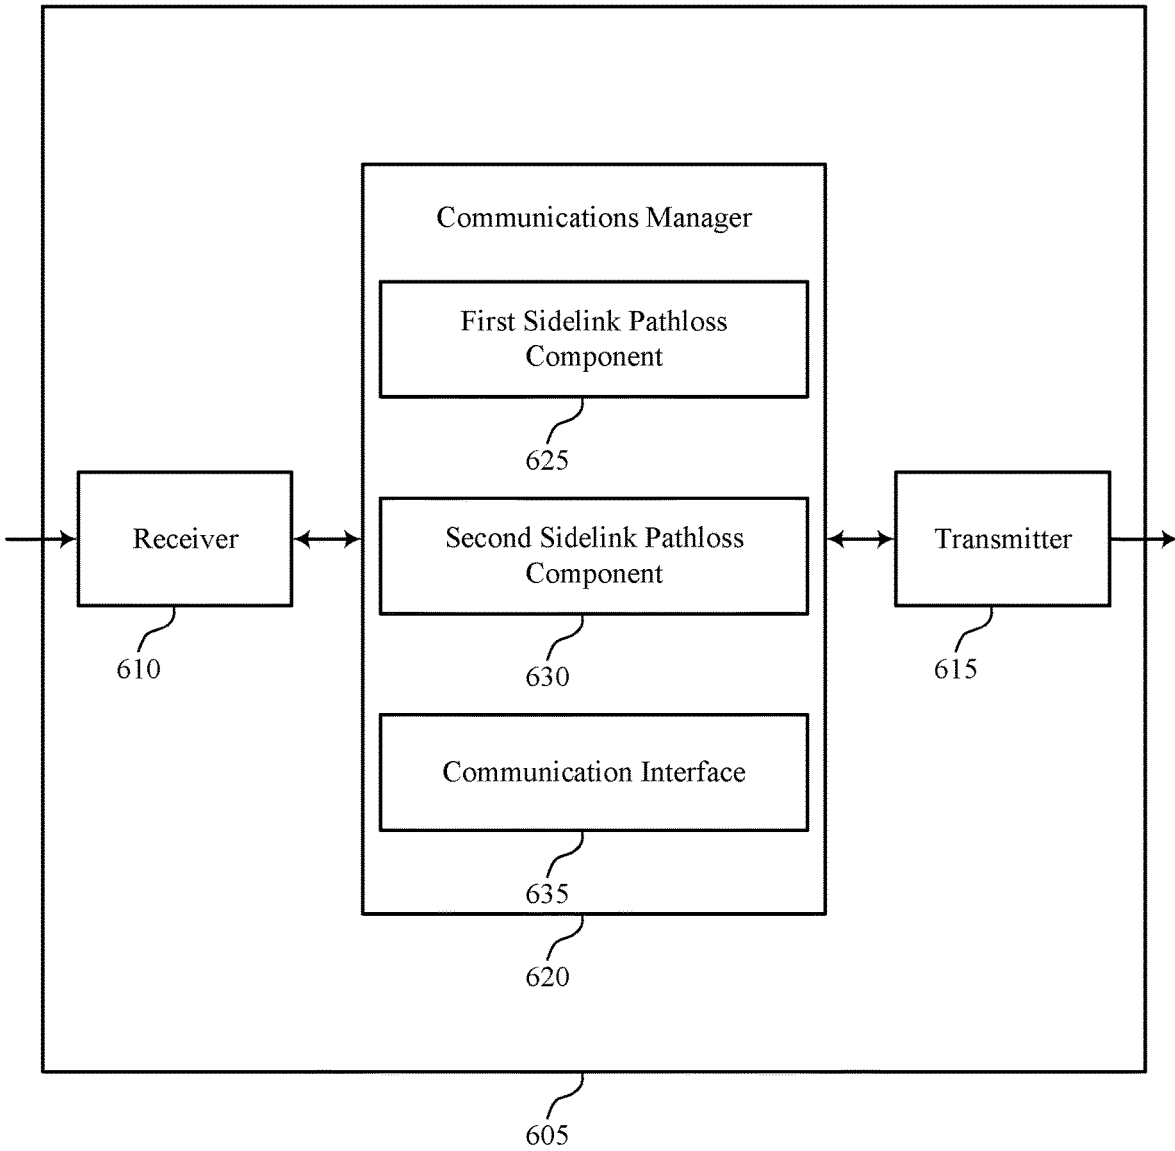 Communications Manager
First Sidelink Pathloss
Component
625
Receiver
610
Second Sidelink Pathloss
Component
630
Transmitter
615
Communication Interface
635
620
605